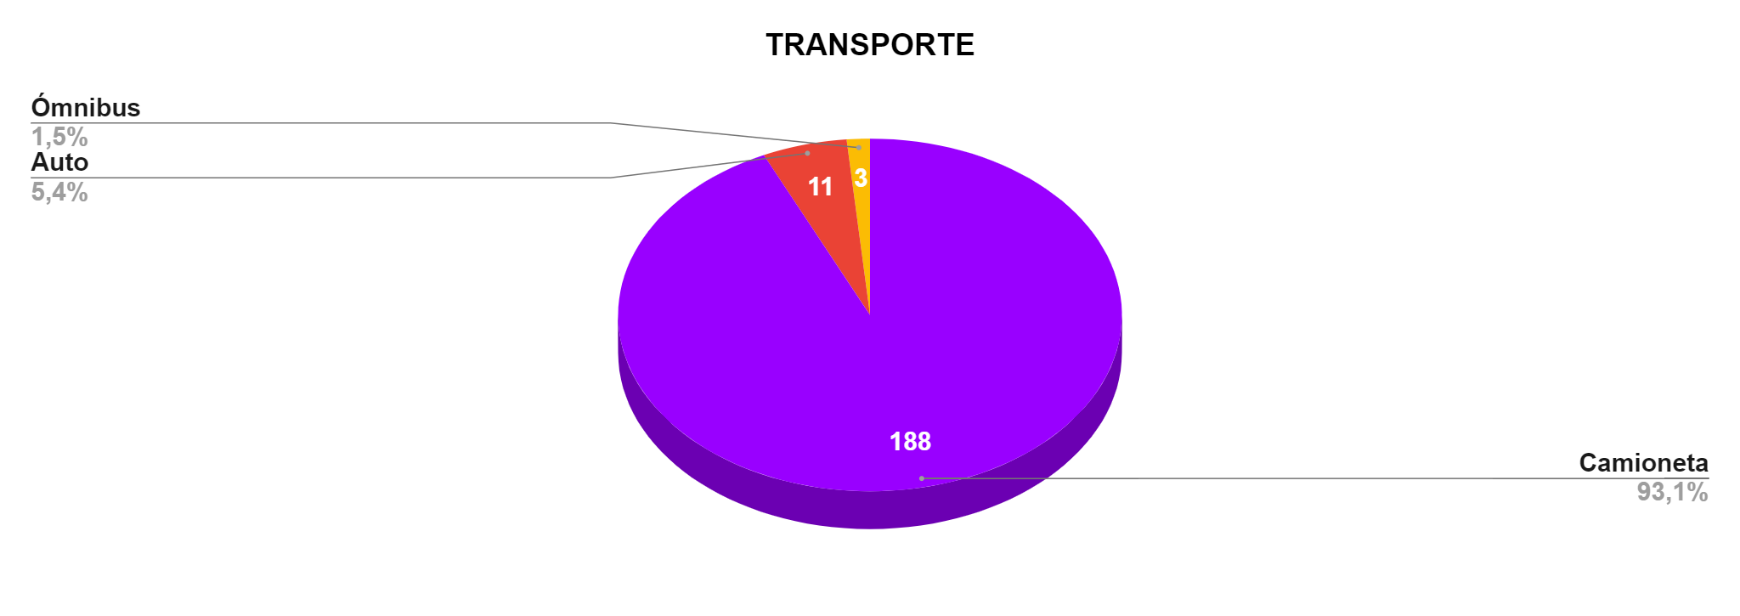 TRANSPORTE
Ómnibus
1,5%
Auto
5,4%
11
3
188
Camioneta
93,1%